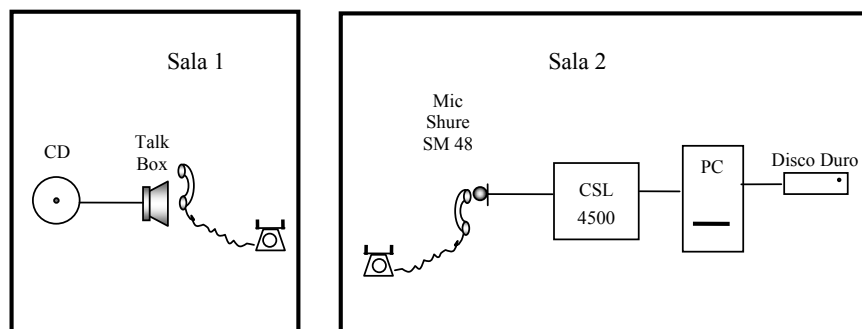 Sala 1
CD
Talk
Box
Sala 2
Mic
Shure
SM 48
CSL
4500
PC
Disco Duro